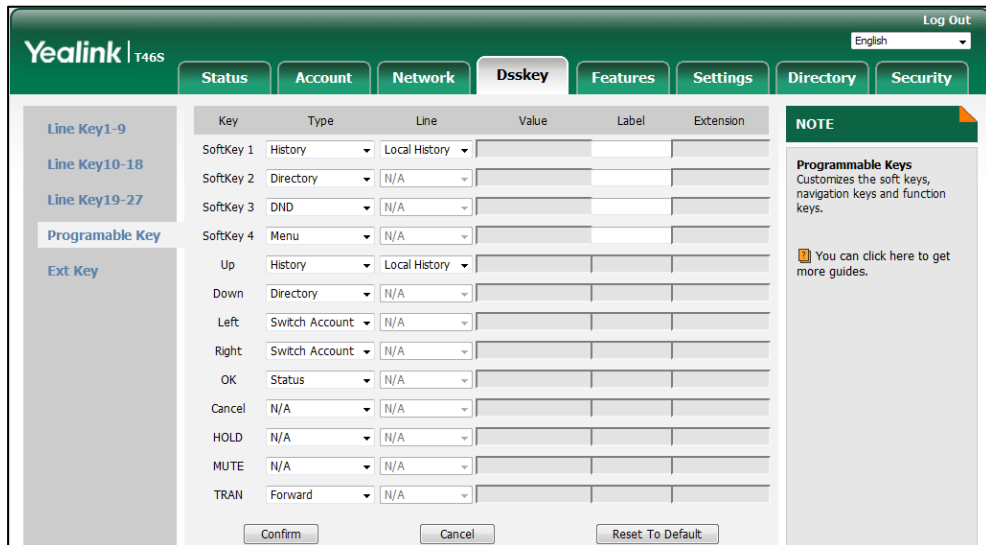 Log Out
Yealink | T46S
English
Status Account Network Dsskey Features Settings Directory Security
Line Key1-9
Line Key10-18
Line Key19-27
Programable Key
Ext Key
Key Type Line Value Label Extension
SoftKey 1 History Local History
SoftKey 2 Directory N/A
SoftKey 3 DND N/A
SoftKey 4 Menu N/A
Up History Local History
Down Directory N/A
Left Switch Account N/A
Right Switch Account N/A
OK Status N/A
Cancel N/A N/A
HOLD N/A N/A
MUTE N/A N/A
TRAN Forward N/A
Confirm Cancel Reset To Default
NOTE
Programmable Keys
Customizes the soft keys,
navigation keys and function
keys.
? You can click here to get
more guides.